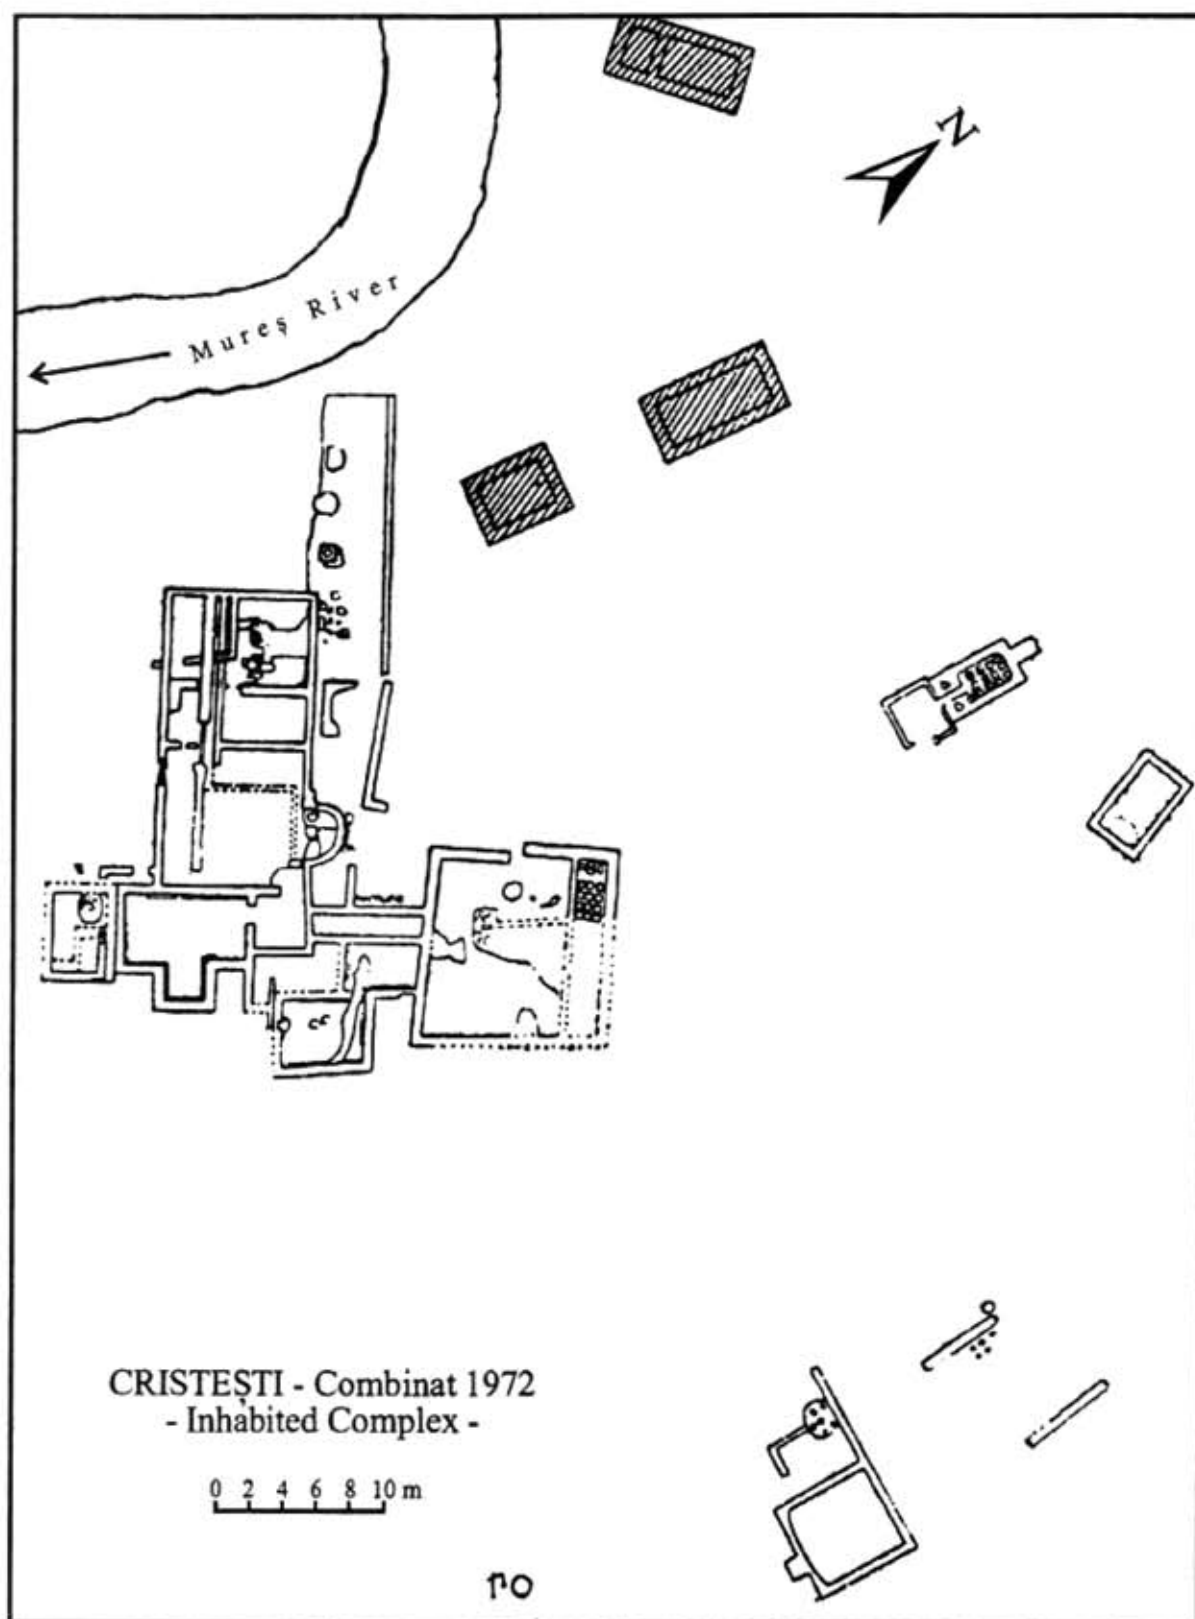 N
Mureş River
CRISTEŞTI - Combinat 1972
- Inhabited Complex -
0 2 4 6 8 10 m